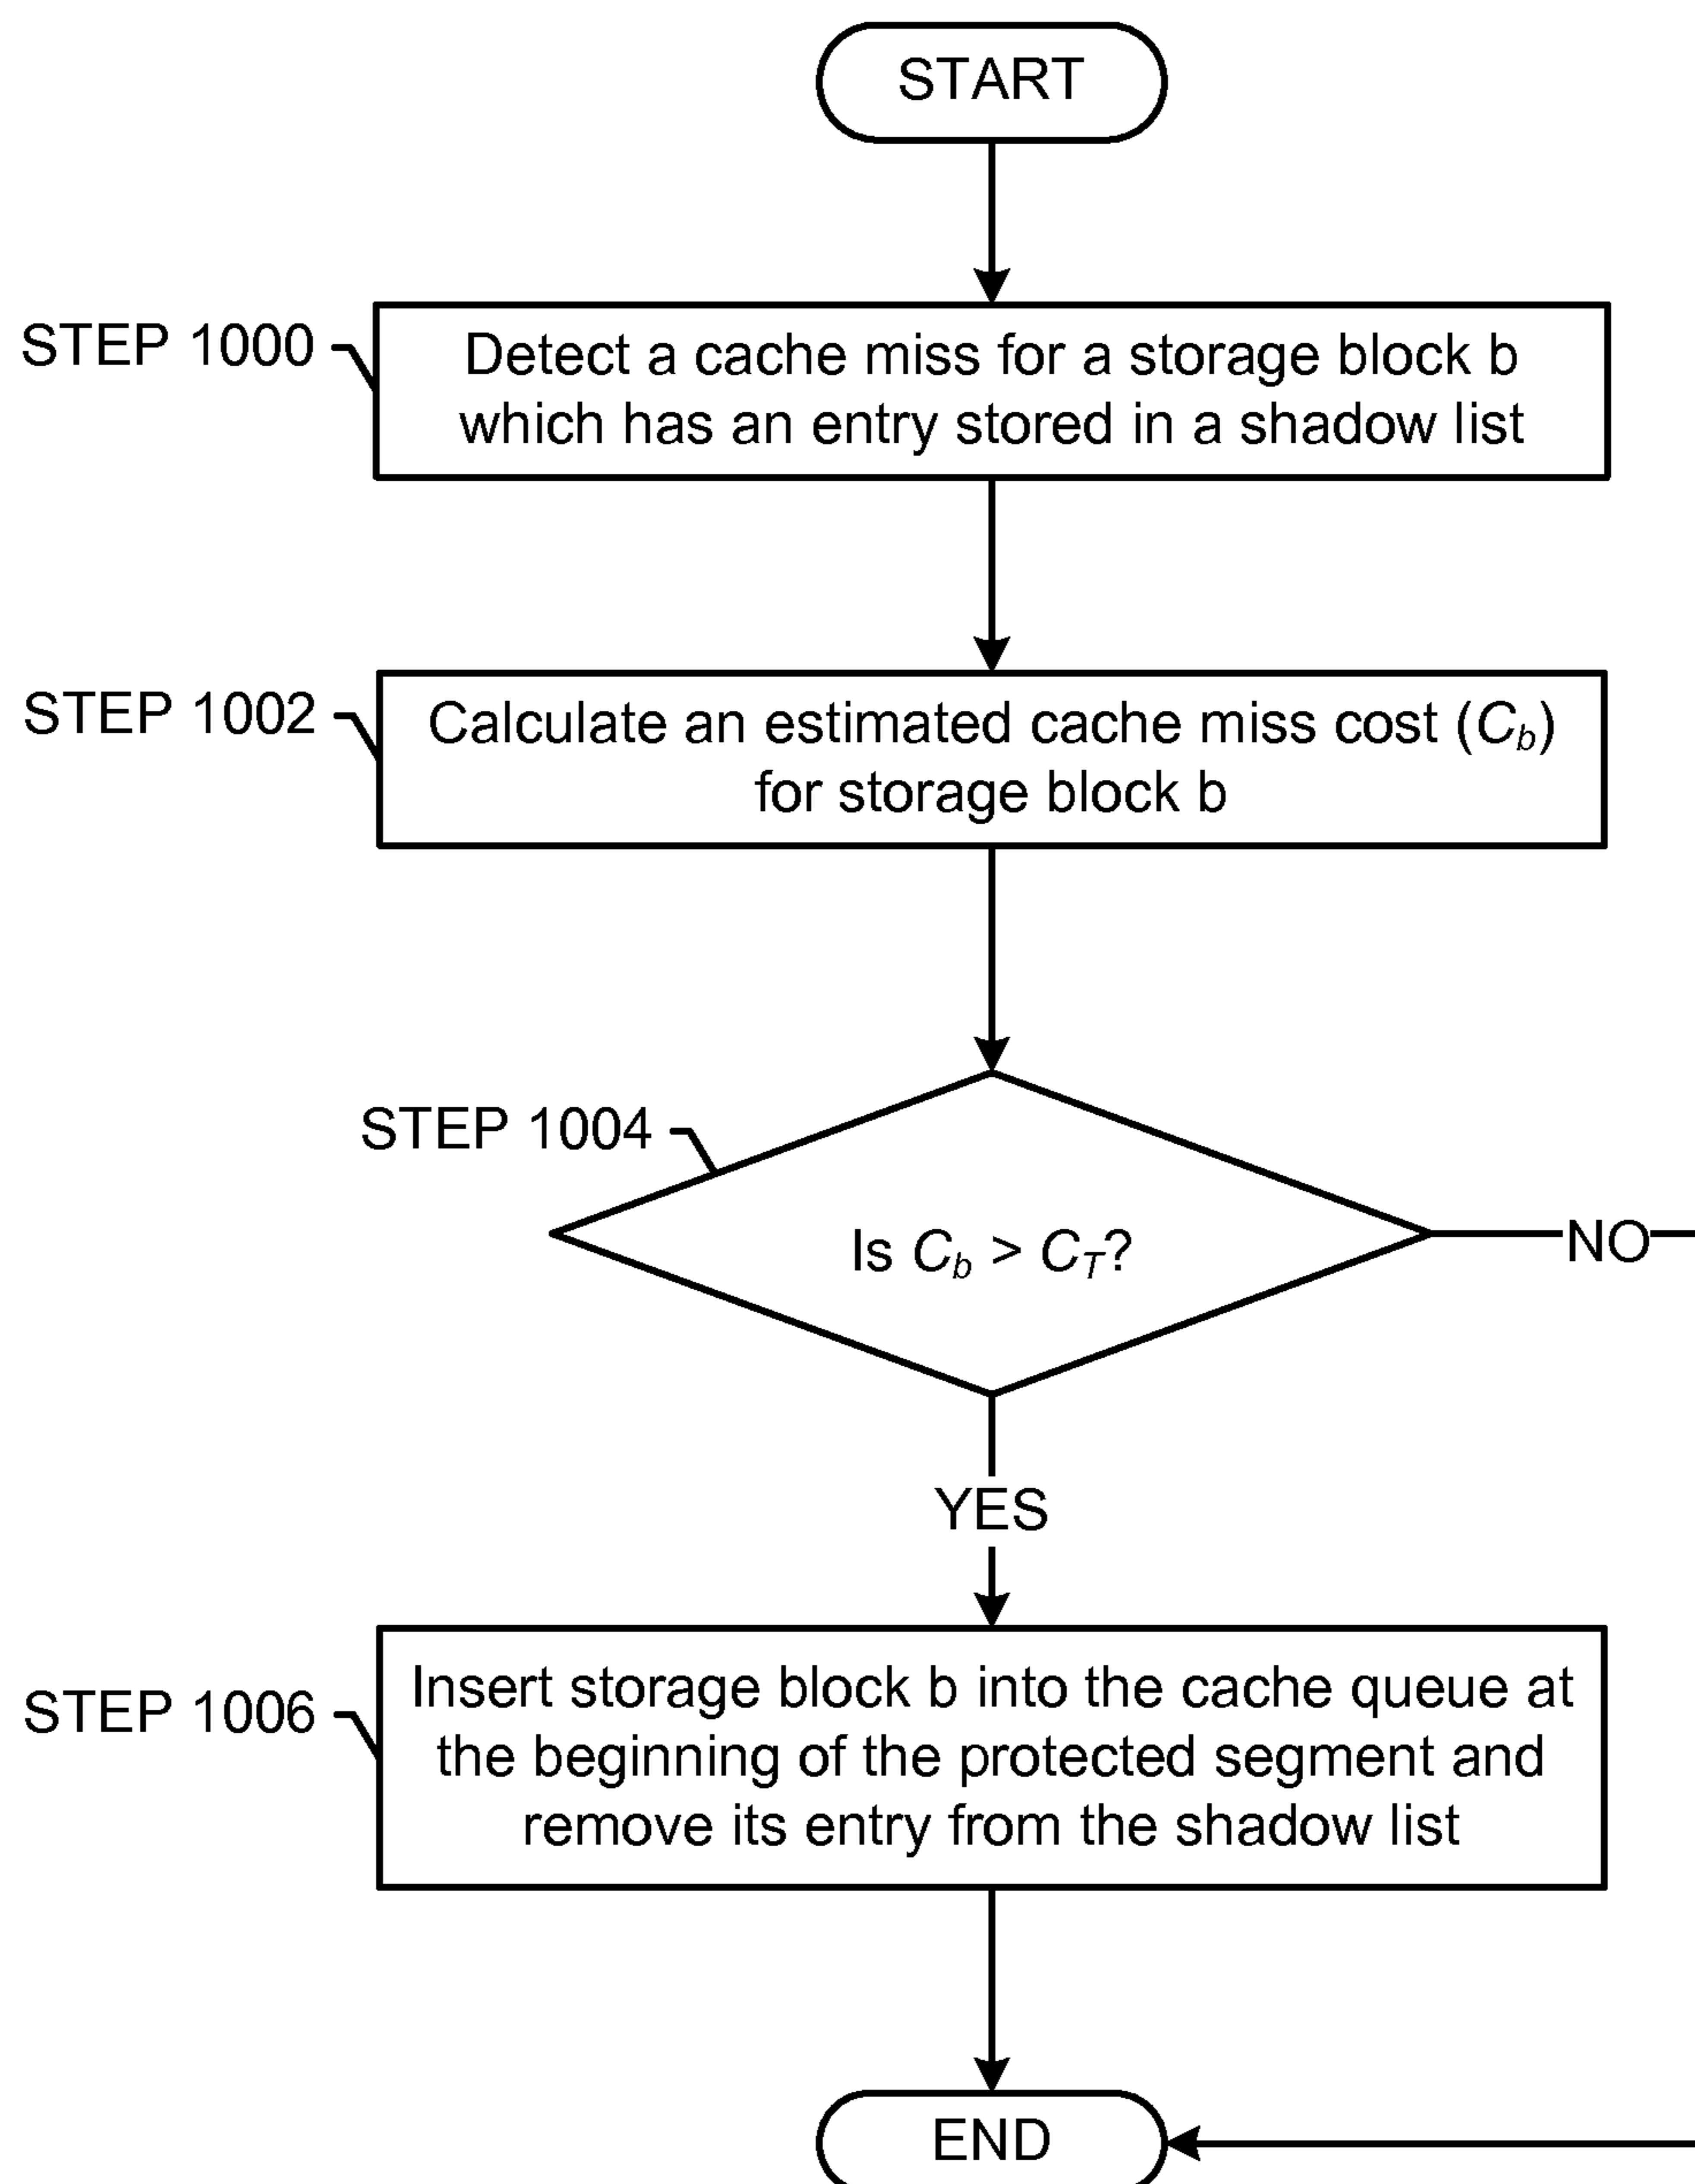 START
STEP 1000
Detect a cache miss for a storage block b
which has an entry stored in a shadow list
STEP 1002
Calculate an estimated cache miss cost (C_b)
for storage block b
STEP 1004
Is C_b > C_T?
NO
YES
STEP 1006
Insert storage block b into the cache queue at
the beginning of the protected segment and
remove its entry from the shadow list
END